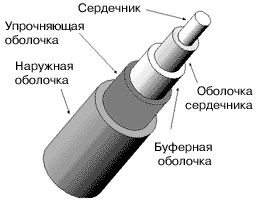 Сердечник
Упрочняющая
оболочка
Наружная
оболочка
Оболочка
сердечника
Буферная
оболочка